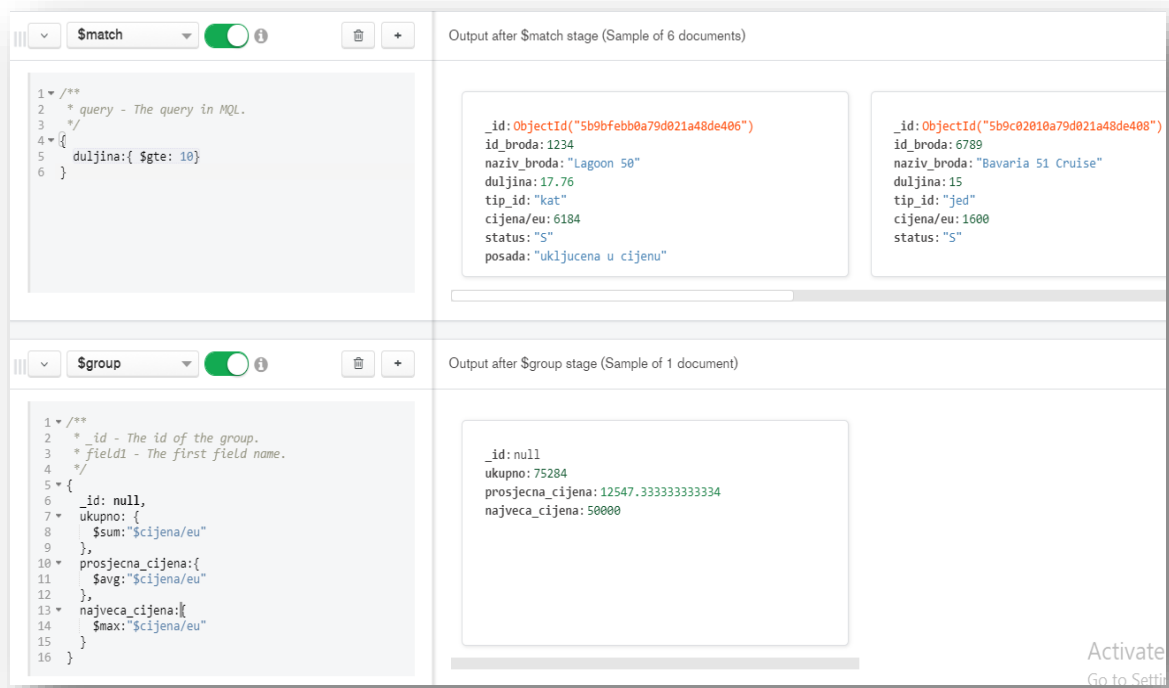 $match
Output after $match stage (Sample of 6 documents)
1 /**
2 * query - The query in MQL.
3 */
4 {
5 duljina:{ $gte: 10}
6 }
_id:ObjectId("5b9bfebb0a79d021a48de406")
id_broda:1234
naziv_broda:"Lagoon 50"
duljina:17.76
tip_id:"kat"
cijena/eu:6184
status:"S"
posada:"ukljucena u cijenu"
_id:ObjectId("5b9c02010a79d021a48de408")
id_broda:6789
naziv_broda:"Bavaria 51 Cruise"
duljina:15
tip_id:"jed"
cijena/eu:1600
status:"S"
$group
Output after $group stage (Sample of 1 document)
1 /**
2 * _id - The id of the group.
3 * field1 - The first field name.
4 */
5 {
6 _id: null,
7 ukupno: {
8 $sum:"$cijena/eu"
9 },
10 prosjecna_cijena:{
11 $avg:"$cijena/eu"
12 },
13 najveca_cijena:{
14 $max:"$cijena/eu"
15 }
16 }
_id:null
ukupno:75284
prosjecna_cijena:12547.333333333334
najveca_cijena:50000
Activate
Go to Settin